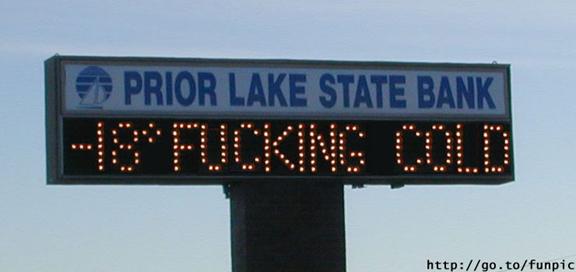 PRIOR LAKE STATE BANK
-18° FUCKING COLD
http://go.to/funpic